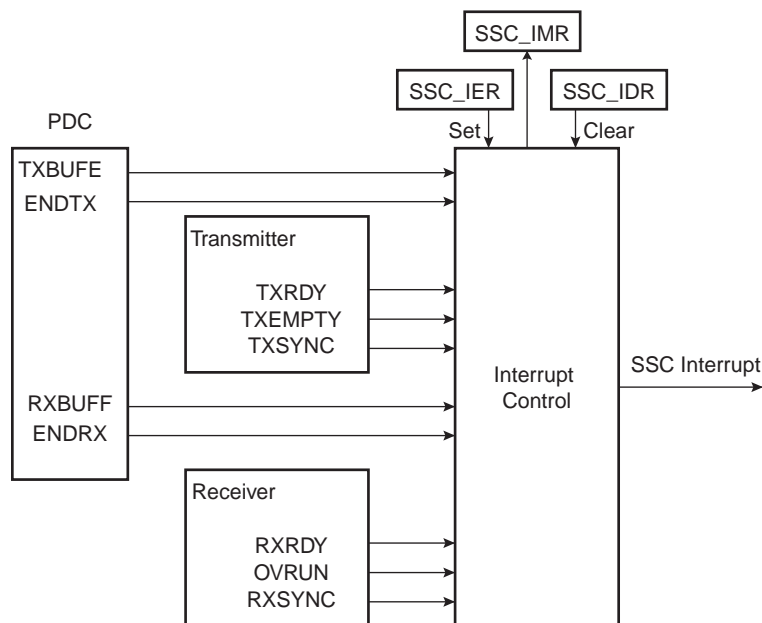 SSC_IMR
SSC_IER
SSC_IDR
PDC
Set
Clear
TXBUFE
ENDTX
Transmitter
TXRDY
TXEMPTY
TXSYNC
SSC Interrupt
Interrupt
Control
RXBUFF
ENDRX
Receiver
RXRDY
OVRUN
RXSYNC